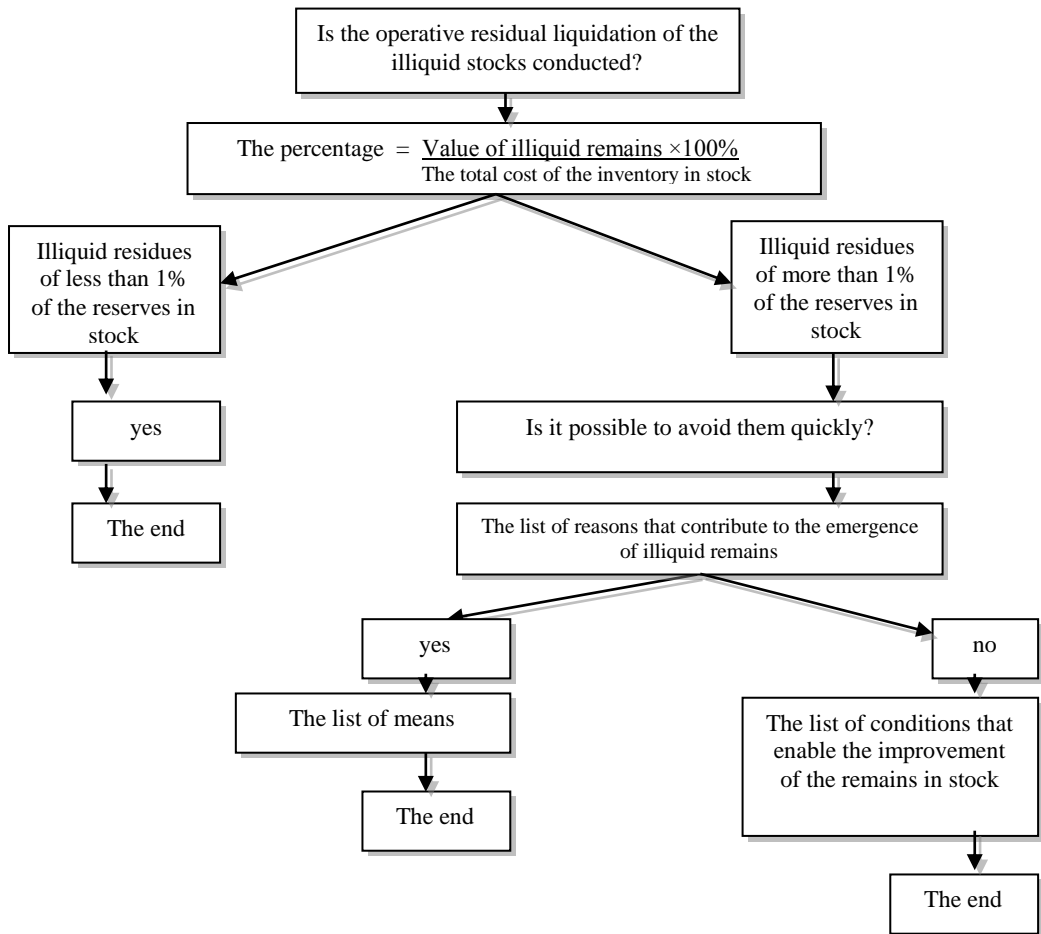 Is the operative residual liquidation of the
illiquid stocks conducted?
The percentage = Value of illiquid remains ×100%
The total cost of the inventory in stock
Illiquid residues
of less than 1%
of the reserves in
stock
Illiquid residues
of more than 1%
of the reserves in
stock
yes
Is it possible to avoid them quickly?
The end
The list of reasons that contribute to the emergence
of illiquid remains
yes
no
The list of means
The list of conditions that
enable the improvement
of the remains in stock
The end
The end